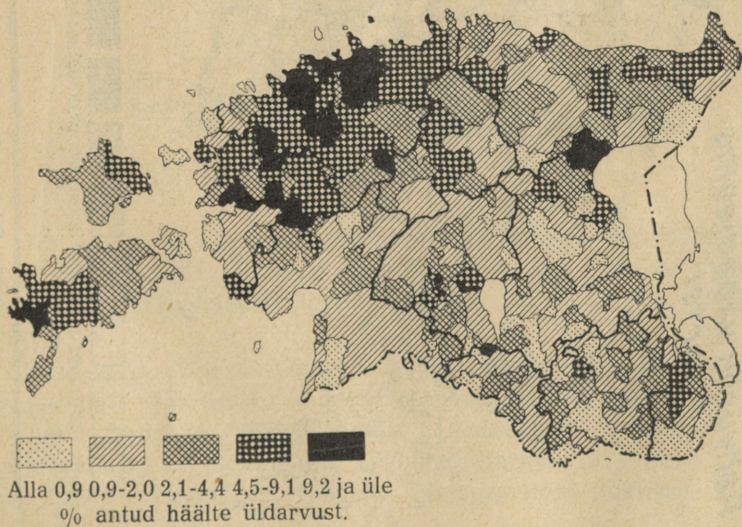 Alla 0,9 0,9-2,0 2,1-4,4 4,5-9,1 9,2 ja üle
% antud häälte üldarvust.